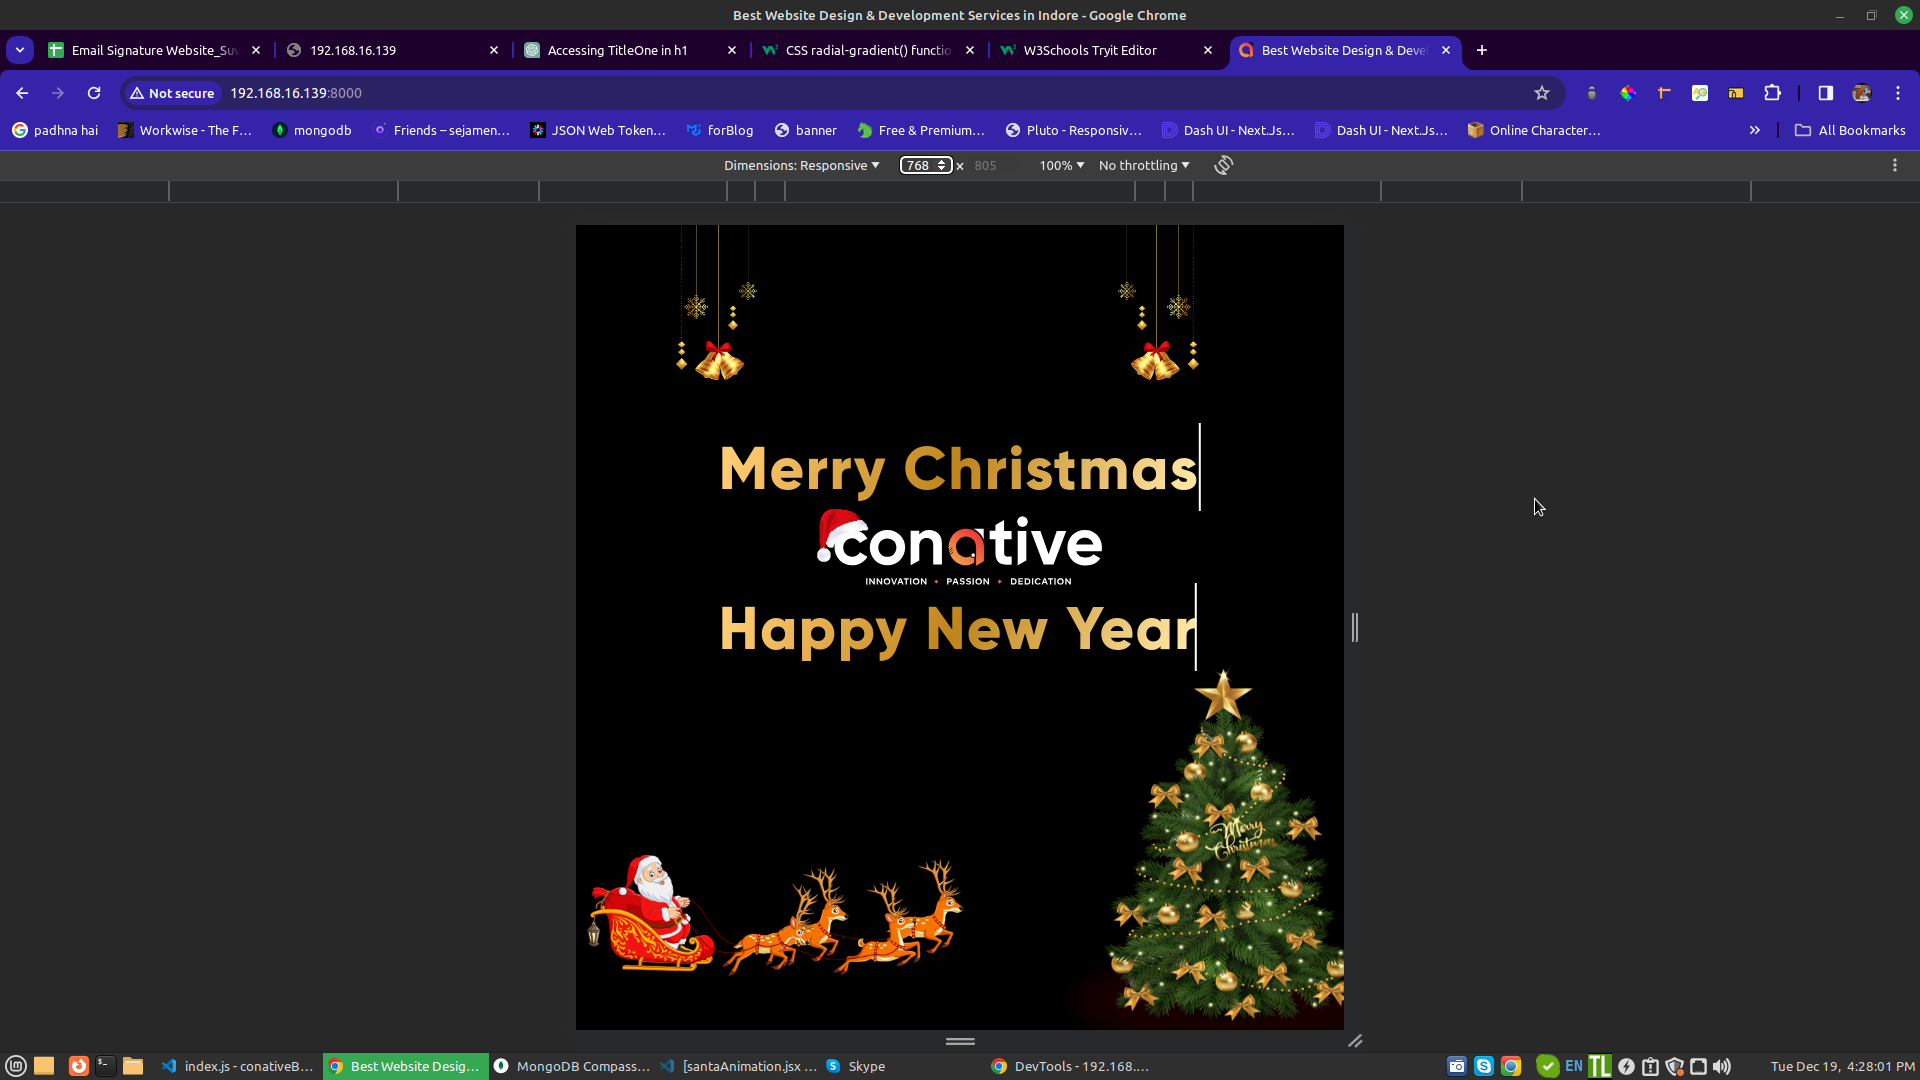 Best Website Design & Development Services in Indore - Google Chrome
Email Signature Website_Su
192.168.16.139
Accessing TitleOne in h1
CSS radial-gradient() functio
W3Schools Tryit Editor
Best Website Design & Deve
Not secure
192.168.16.139:8000
padhna hai
Workwise - The F...
mongodb
Friends – sejamen...
JSON Web Token...
forBlog
banner
Free & Premium...
Pluto - Responsiv...
Dash UI - Next.Js...
Dash UI - Next.Js...
Online Character...
All Bookmarks
Dimensions: Responsive
768 × 805
100%
No throttling
Merry Christmas
conative
INNOVATION • PASSION • DEDICATION
Happy New Year
Merry
Christmas
index.js - conativeB...
Best Website Desig...
MongoDB Compass...
[santaAnimation.jsx ...
Skype
DevTools - 192.168....
EN
TL
Tue Dec 19, 4:28:01 PM